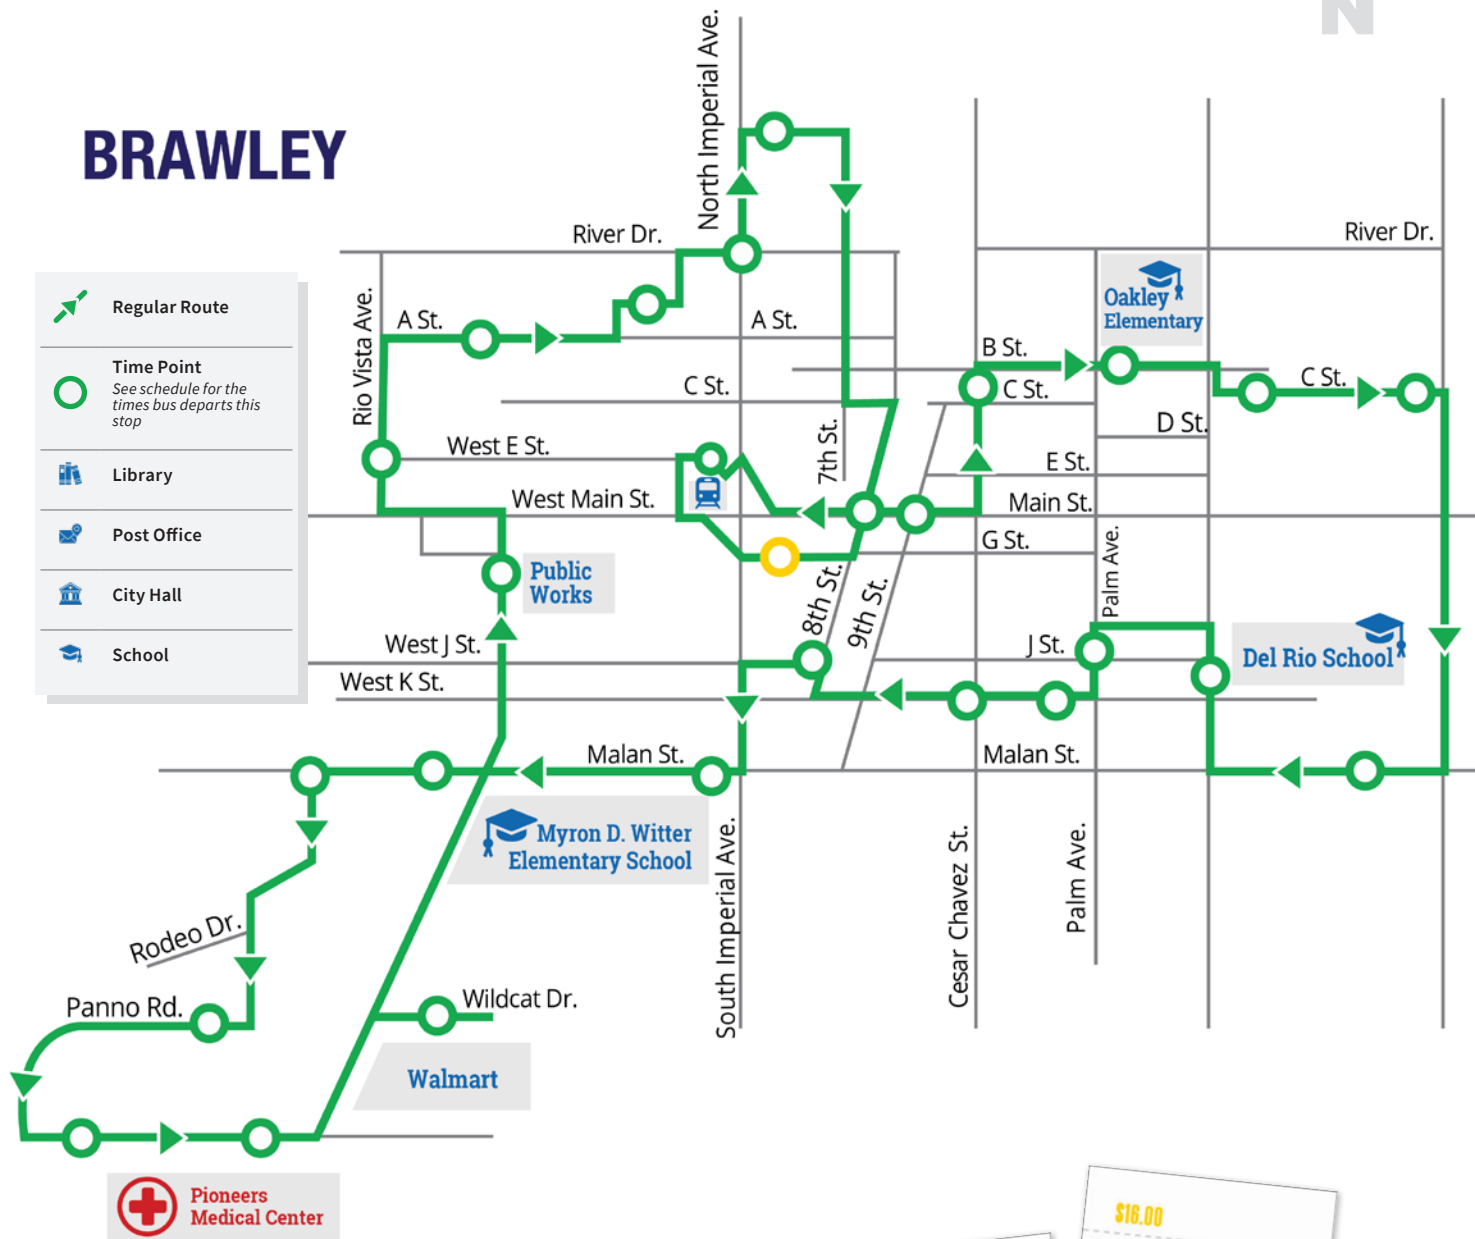 N
BRAWLEY
North Imperial Ave.
River Dr.
River Dr.
Regular Route
Time Point
See schedule for the
times bus departs this
stop
Library
Post Office
City Hall
School
Rio Vista Ave.
A St.
A St.
Oakley
Elementary
B St.
C St.
C St.
C St.
D St.
7th St.
West E St.
E St.
West Main St.
Main St.
G St.
Public
Works
8th St.
9th St.
Palm Ave.
West J St.
J St.
Del Rio School
West K St.
Malan St.
Malan St.
Myron D. Witter
Elementary School
South Imperial Ave.
Cesar Chavez St.
Palm Ave.
Rodeo Dr.
Panno Rd.
Wildcat Dr.
Walmart
Pioneers
Medical Center
$16.00